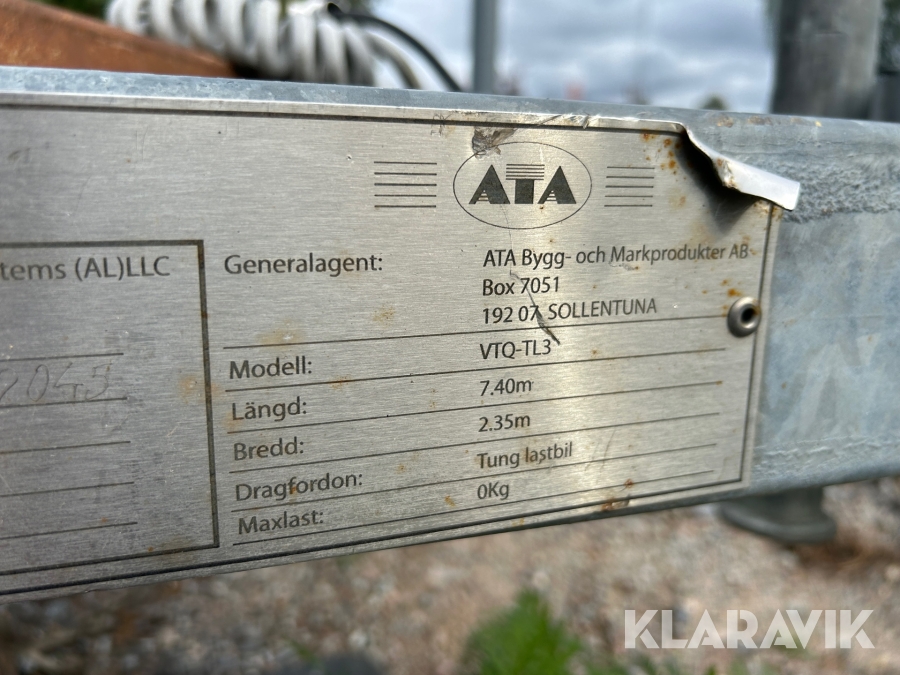 ATA
tems (AL)LLC
Generalagent: ATA Bygg- och Markprodukter AB
Box 7051
192 07 SOLLENTUNA
Modell: VTQ-TL3
Längd: 7.40m
Bredd: 2.35m
Dragfordon: Tung lastbil
Maxlast: 0Kg
KLARAVIK